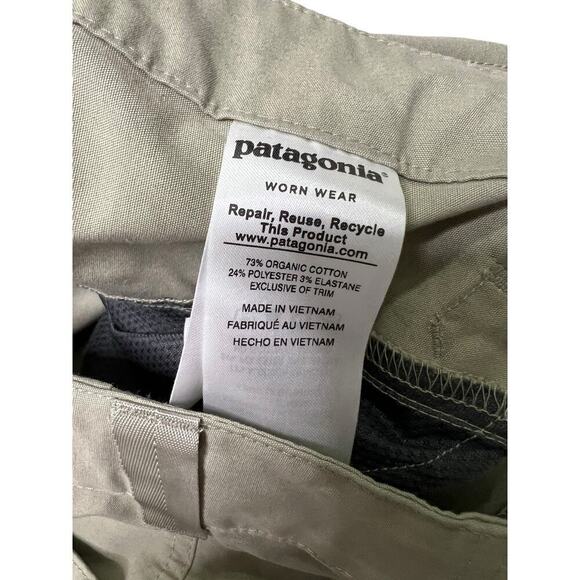 patagonia®
WORN WEAR
Repair, Reuse, Recycle
This Product
www.patagonia.com
73% ORGANIC COTTON
24% POLYESTER 3% ELASTANE
EXCLUSIVE OF TRIM
MADE IN VIETNAM
FABRIQUÉ AU VIETNAM
HECHO EN VIETNAM